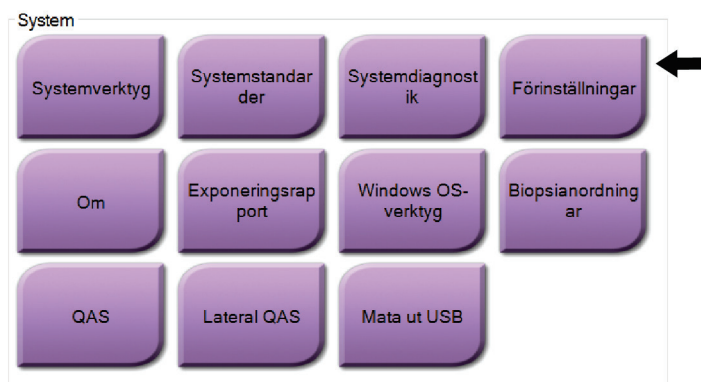 System
Systemverktyg
Systemstandar
der
Systemdiagnost
ik
Förinställningar
Om
Exponeringsrap
port
Windows OS-
verktyg
Biopsianordning
ar
QAS
Lateral QAS
Mata ut USB